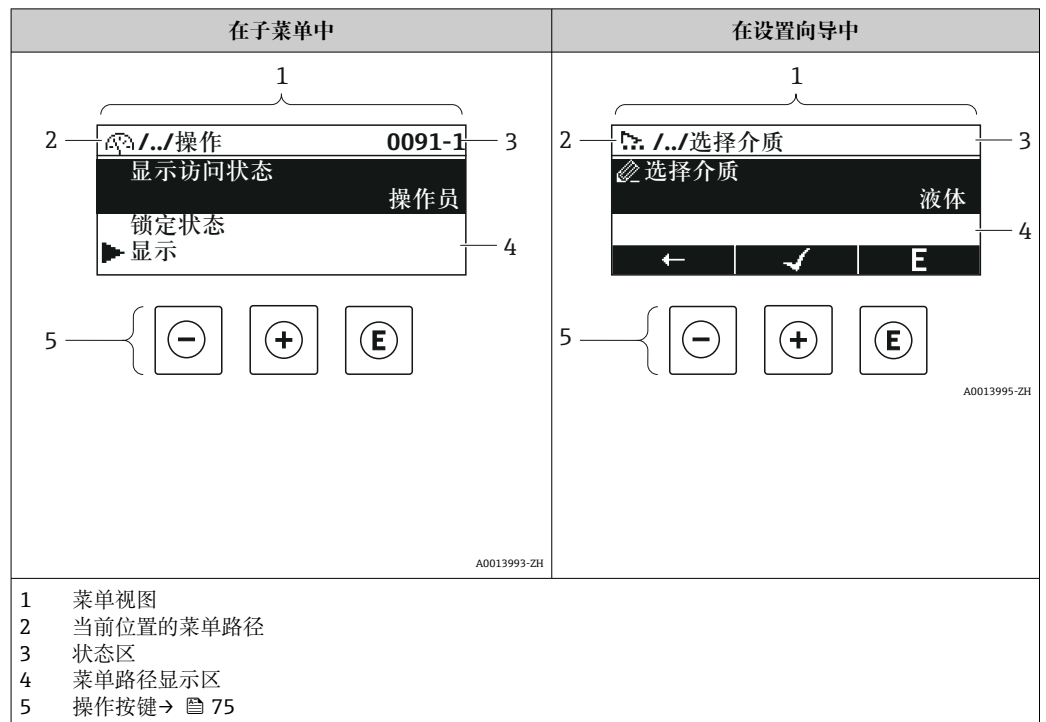 在子菜单中
在设置向导中
1
2
/../操作
0091-1
3
显示访问状态
操作员
锁定状态
显示
4
5
E
A0013993-ZH
1
2
/../选择介质
3
选择介质
液体
4
E
5
E
A0013995-ZH
1 菜单视图
2 当前位置的菜单路径
3 状态区
4 菜单路径显示区
5 操作按键→ 75